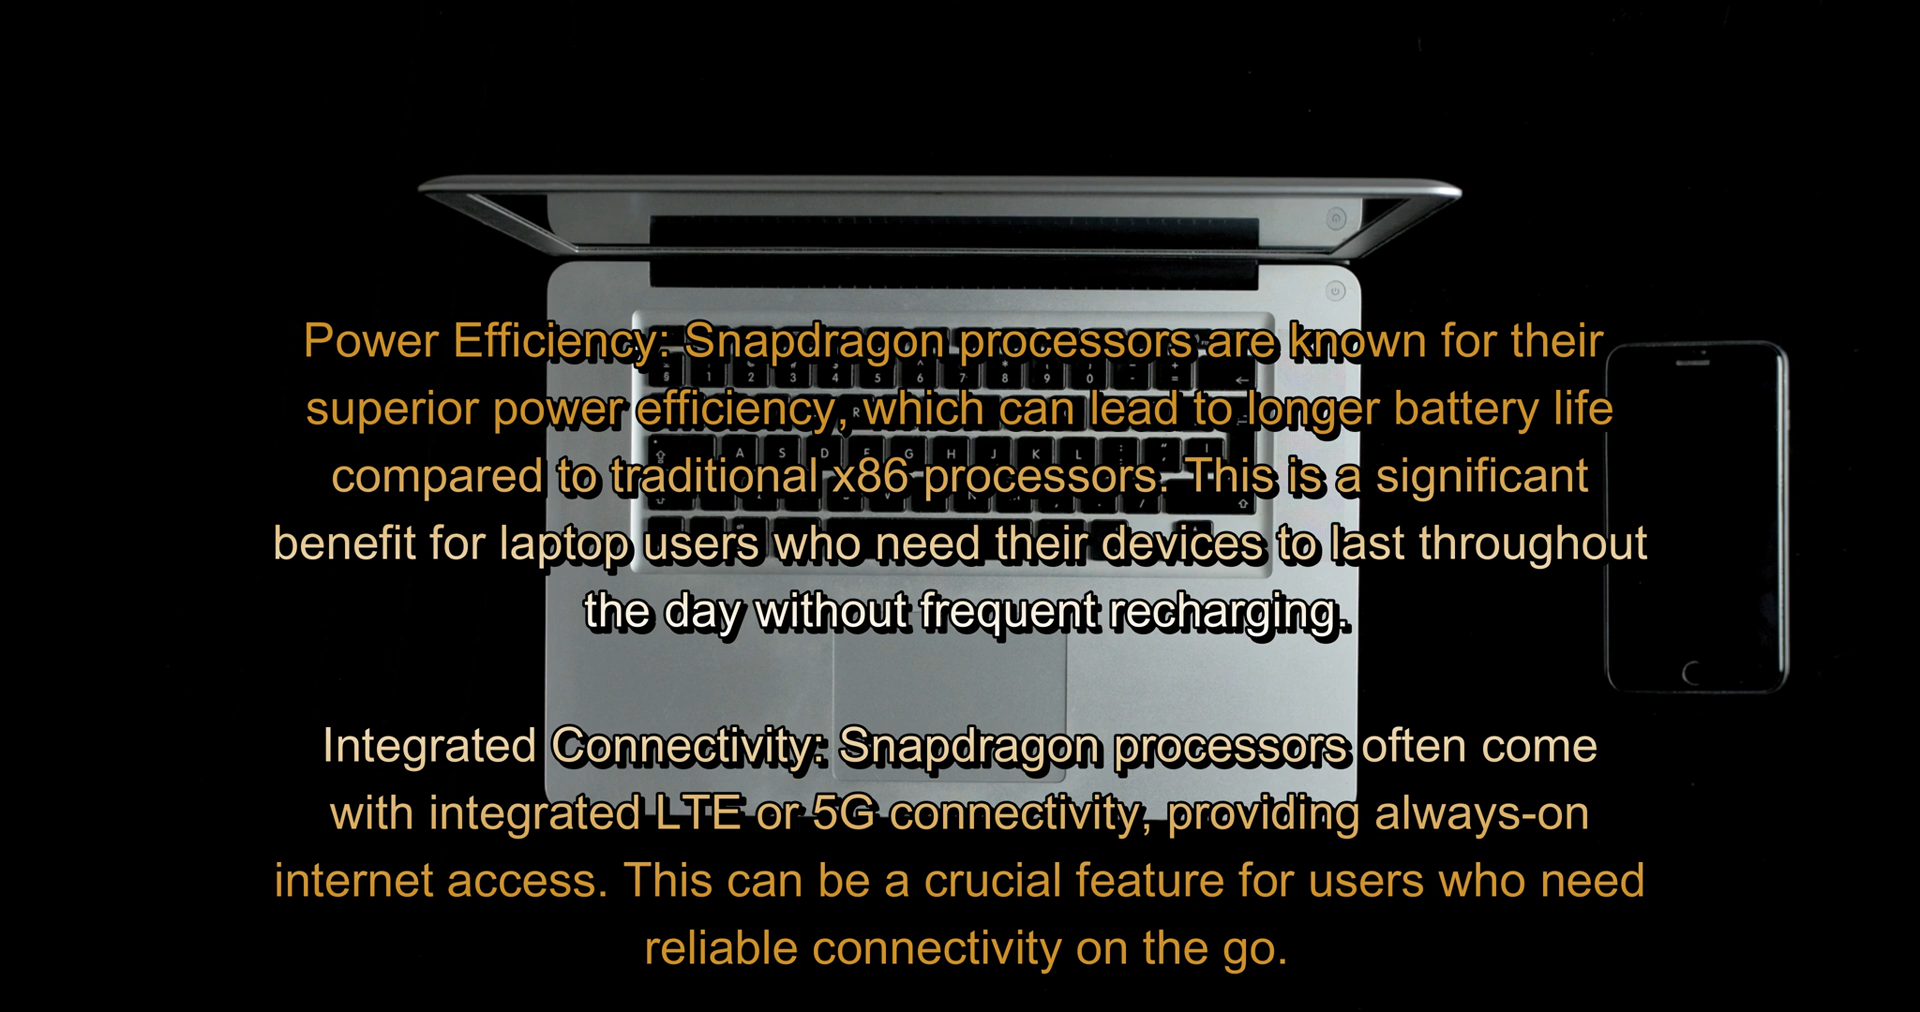 Power Efficiency: Snapdragon processors are known for their
superior power efficiency, which can lead to longer battery life
compared to traditional x86 processors. This is a significant
benefit for laptop users who need their devices to last throughout
the day without frequent recharging.
Integrated Connectivity: Snapdragon processors often come
with integrated LTE or 5G connectivity, providing always-on
internet access. This can be a crucial feature for users who need
reliable connectivity on the go.